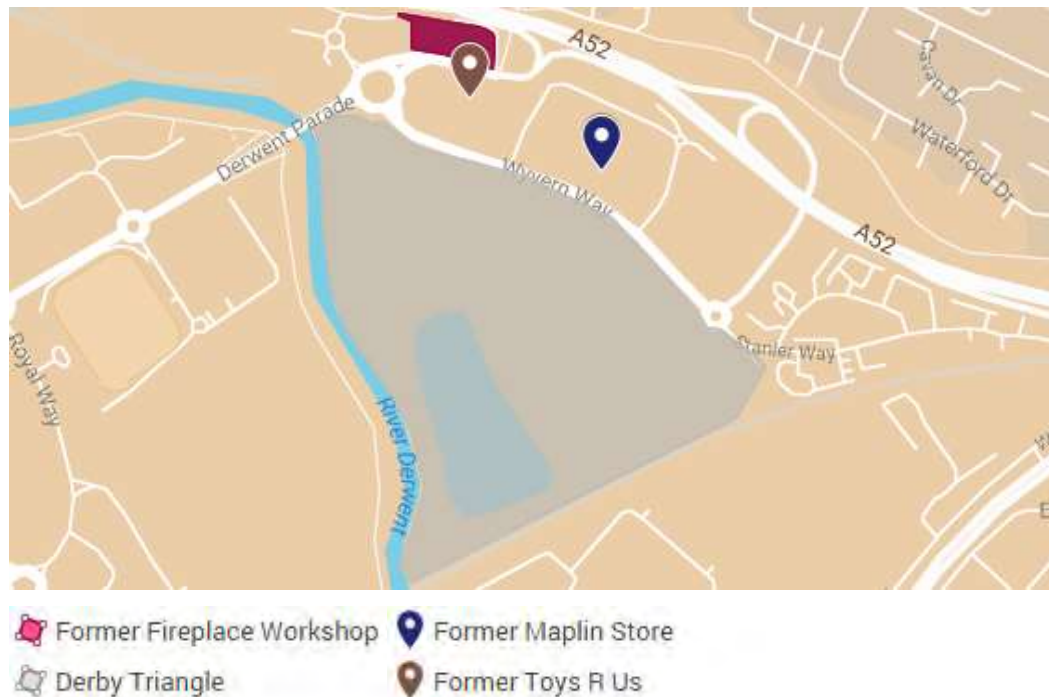 A52
Cavan Dr
Waterford Dr
Derwent Parade
Wyvern Way
A52
Stanier Way
Royal Way
River Derwent
Former Fireplace Workshop
Former Maplin Store
Derby Triangle
Former Toys R Us